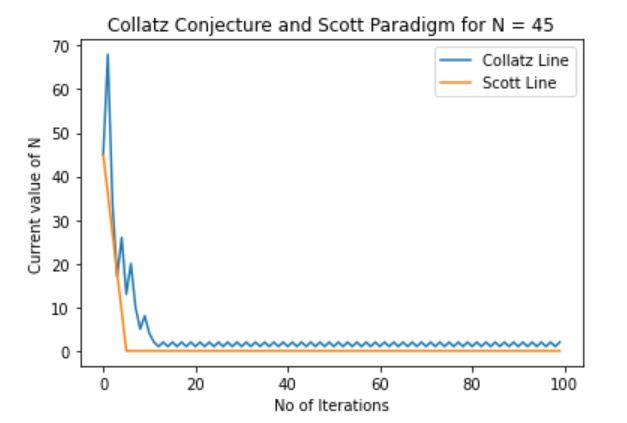 Collatz Conjecture and Scott Paradigm for N = 45
70
60
50
40
30
20
10
0
Current value of N
Collatz Line
Scott Line
0 20 40 60 80 100
No of Iterations